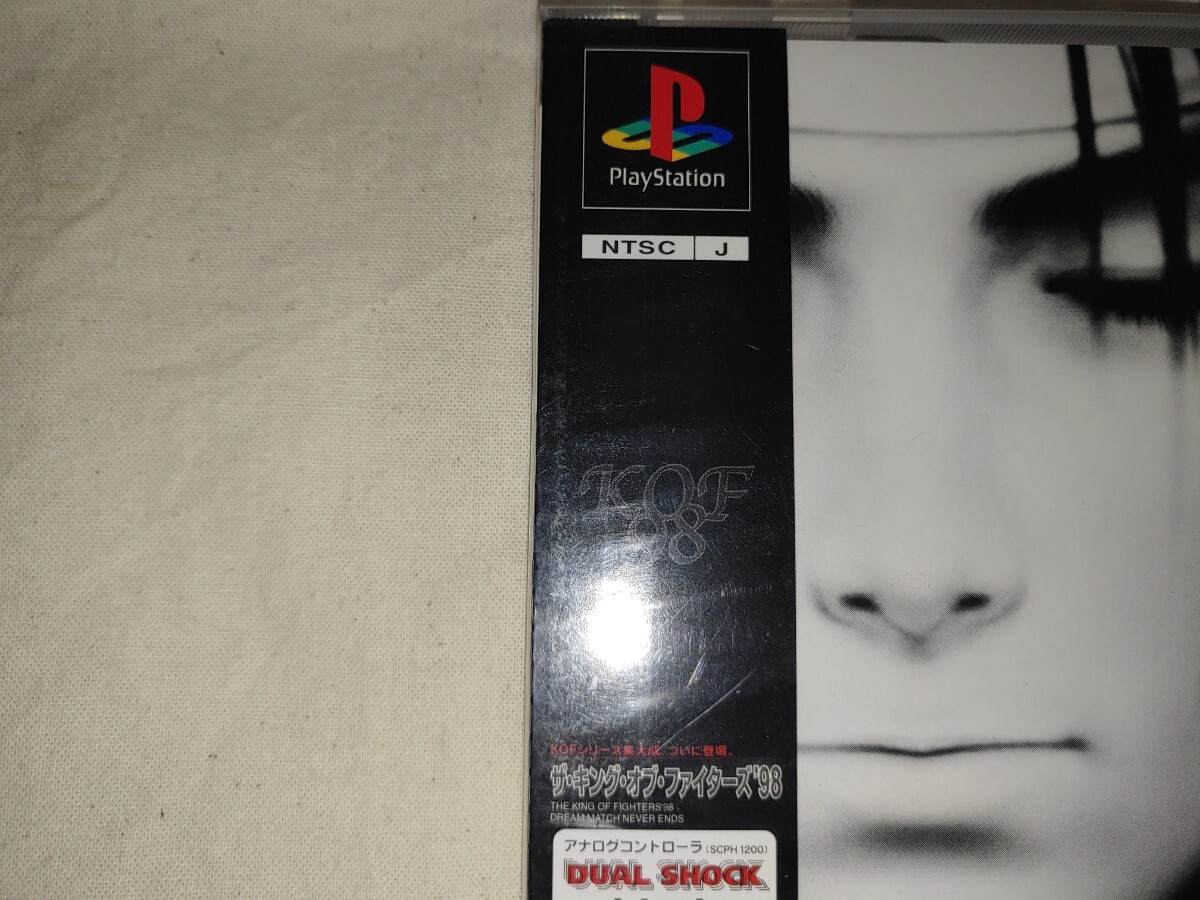 PlayStation
NTSC J
KOF
98
KOFシリーズ集大成、ついに登場。
ザ・キング・オブ・ファイターズ'98
THE KING OF FIGHTERS'98
DREAM MATCH NEVER ENDS
アナログコントローラ(SCPH 1200)
DUAL SHOCK